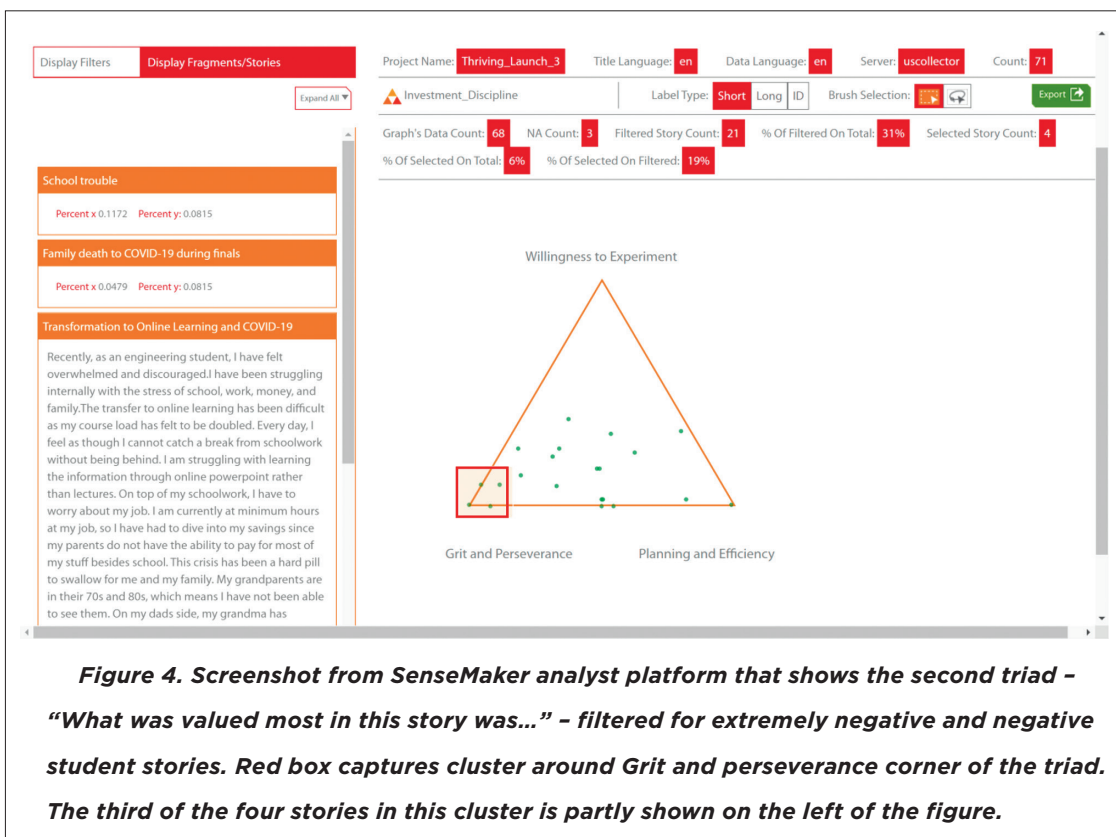 Display Filters Display Fragments/Stories
Expand All
School trouble
Percent x 0.1172 Percent y: 0.0815
Family death to COVID-19 during finals
Percent x 0.0479 Percent y: 0.0815
Transformation to Online Learning and COVID-19
Recently, as an engineering student, I have felt
overwhelmed and discouraged.I have been struggling
internally with the stress of school, work, money, and
family.The transfer to online learning has been difficult
as my course load has felt to be doubled. Every day, I
feel as though I cannot catch a break from schoolwork
without being behind. I am struggling with learning
the information through online powerpoint rather
than lectures. On top of my schoolwork, I have to
worry about my job. I am currently at minimum hours
at my job, so I have had to dive into my savings since
my parents do not have the ability to pay for most of
my stuff besides school. This crisis has been a hard pill
to swallow for me and my family. My grandparents are
in their 70s and 80s, which means I have not been able
to see them. On my dads side, my grandma has
Project Name: Thriving_Launch_3 Title Language: en Data Language: en Server: uscollector Count: 71
Investment_Discipline Label Type: Short Long ID Brush Selection: Export
Graph's Data Count: 68 NA Count: 3 Filtered Story Count: 21 % Of Filtered On Total: 31% Selected Story Count: 4
% Of Selected On Total: 6% % Of Selected On Filtered: 19%
Willingness to Experiment
Grit and Perseverance Planning and Efficiency
Figure 4. Screenshot from SenseMaker analyst platform that shows the second triad –
“What was valued most in this story was...” – filtered for extremely negative and negative
student stories. Red box captures cluster around Grit and perseverance corner of the triad.
The third of the four stories in this cluster is partly shown on the left of the figure.